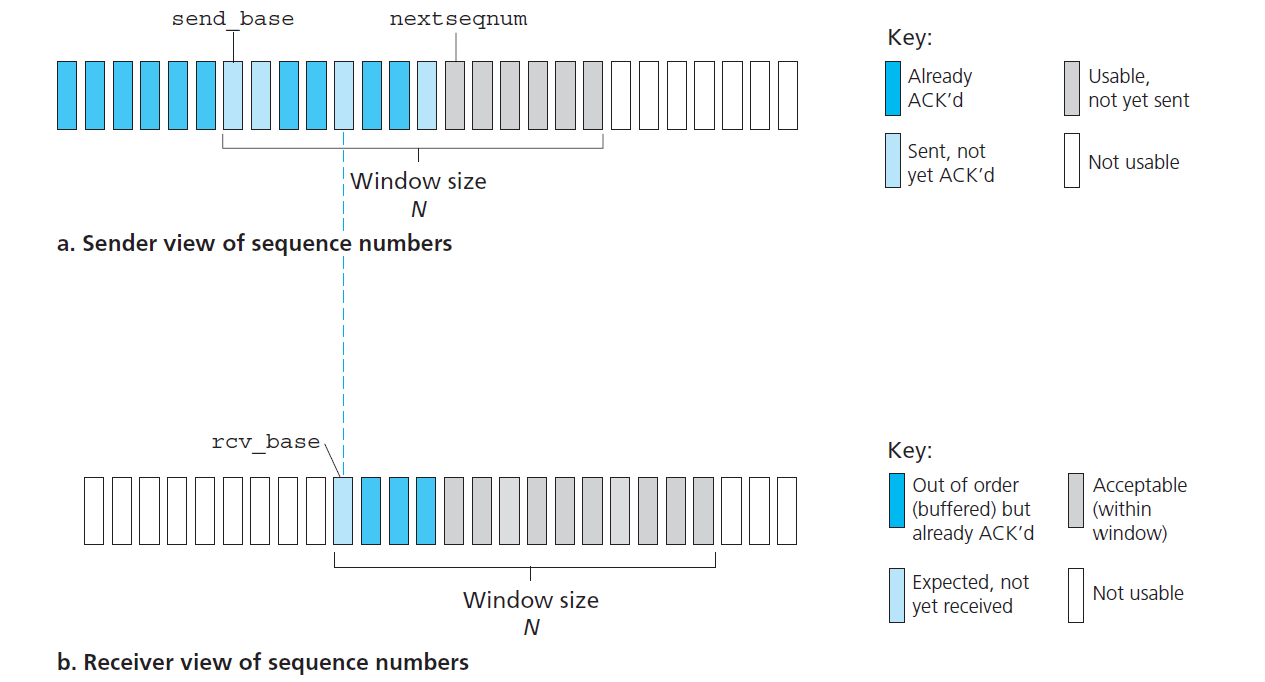 send_base
nextseqnum
Window size
N
a. Sender view of sequence numbers
Key:
Already
ACK’d
Usable,
not yet sent
Sent, not
yet ACK’d
Not usable
rcv_base
Window size
N
b. Receiver view of sequence numbers
Key:
Out of order
(buffered) but
already ACK’d
Acceptable
(within
window)
Expected, not
yet received
Not usable